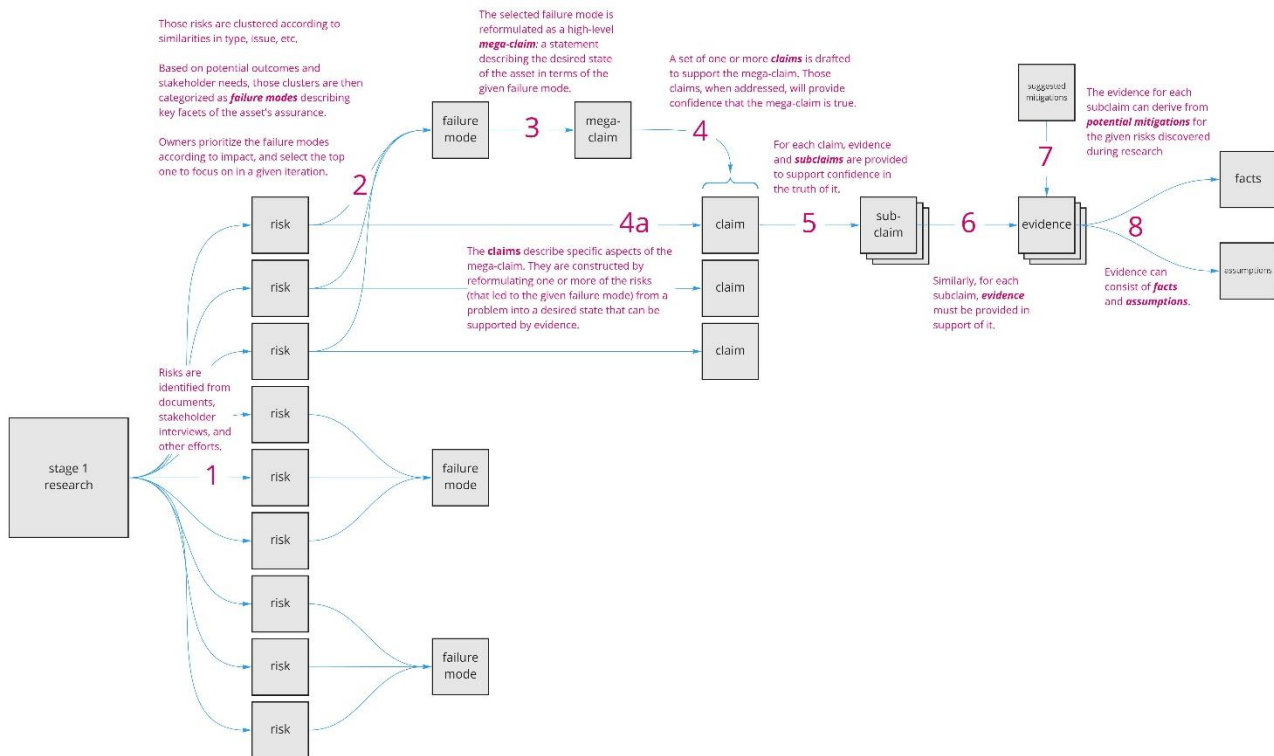 Those risks are clustered according to
similarities in type, issue, etc.
Based on potential outcomes and
stakeholder needs, those clusters are then
categorized as failure modes describing
key facets of the asset's assurance.
Owners prioritize the failure modes
according to impact, and select the top
one to focus on in a given iteration.
2
The selected failure mode is
reformulated as a high-level
mega-claim: a statement
describing the desired state
of the asset in terms of the
given failure mode.
failure
mode
3
mega-
claim
A set of one or more claims is drafted
to support the mega-claim. Those
claims, when addressed, will provide
confidence that the mega-claim is true.
4
For each claim, evidence
and subclaims are provided
to support confidence in
the truth of it.
suggested
mitigations
The evidence for each
subclaim can derive from
potential mitigations for
the given risks discovered
during research
7
facts
risk
4a
claim
5
sub-
claim
6
evidence
8
assumptions
The claims describe specific aspects of the
mega-claim. They are constructed by
reformulating one or more of the risks
(that led to the given failure mode) from a
problem into a desired state that can be
supported by evidence.
Similarly, for each
subclaim, evidence
must be provided in
support of it.
Evidence can
consist of facts
and assumptions.
risk
claim
risk
claim
Risks are
identified from
documents,
stakeholder
interviews, and
other efforts.
stage 1
research
1
risk
risk
failure
mode
risk
risk
risk
failure
mode
risk